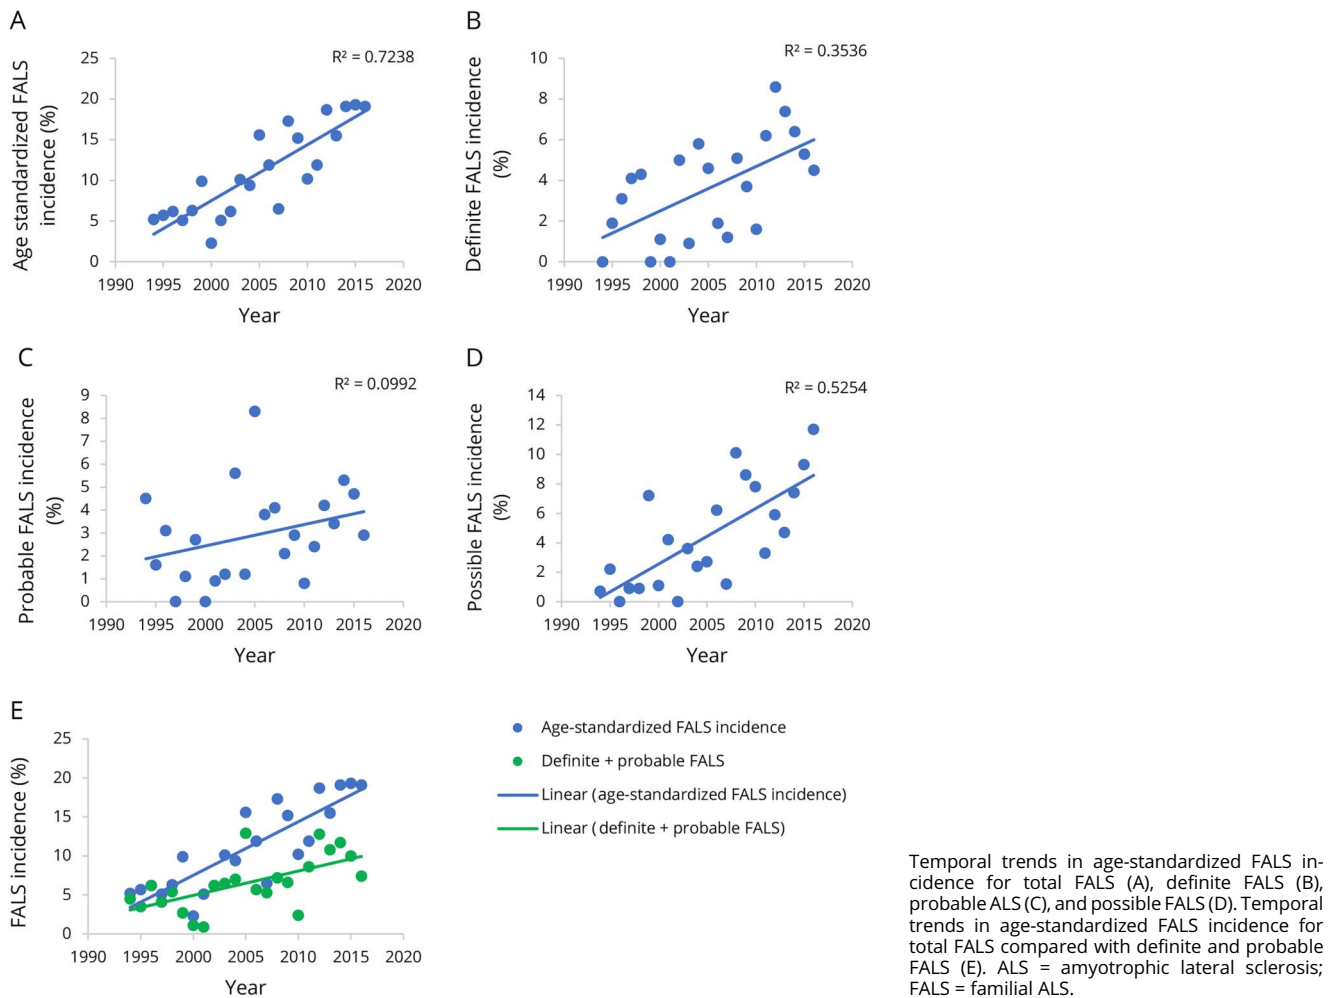 A
R² = 0.7238
Age standardized FALS
incidence (%)
25
20
15
10
5
0
1990 1995 2000 2005 2010 2015 2020
Year
B
R² = 0.3536
Definite FALS incidence
(%)
10
8
6
4
2
0
1990 1995 2000 2005 2010 2015 2020
Year
C
R² = 0.0992
Probable FALS incidence
(%)
9
8
7
6
5
4
3
2
1
0
1990 1995 2000 2005 2010 2015 2020
Year
D
R² = 0.5254
Possible FALS incidence
(%)
14
12
10
8
6
4
2
0
1990 1995 2000 2005 2010 2015 2020
Year
E
FALS incidence (%)
25
20
15
10
5
0
1990 1995 2000 2005 2010 2015 2020
Year
Age-standardized FALS incidence
Definite + probable FALS
Linear (age-standardized FALS incidence)
Linear (definite + probable FALS)
Temporal trends in age-standardized FALS in-
cidence for total FALS (A), definite FALS (B),
probable ALS (C), and possible FALS (D). Temporal
trends in age-standardized FALS incidence for
total FALS compared with definite and probable
FALS (E). ALS = amyotrophic lateral sclerosis;
FALS = familial ALS.